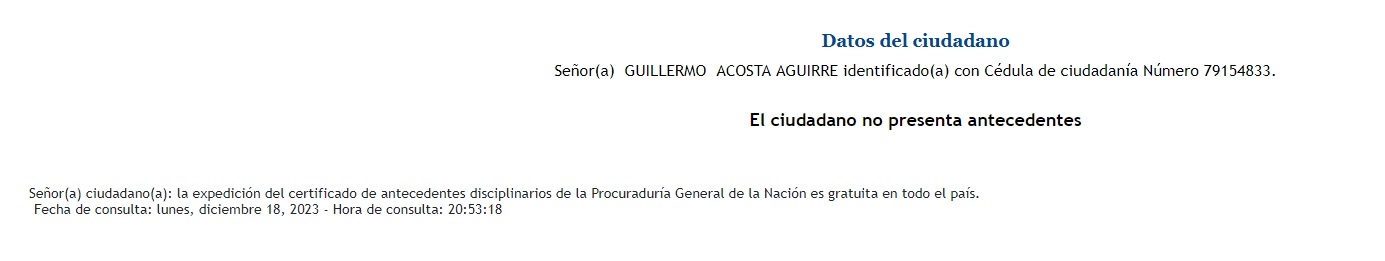 Datos del ciudadano
Señor(a) GUILLERMO ACOSTA AGUIRRE identificado(a) con Cédula de ciudadanía Número 79154833.
El ciudadano no presenta antecedentes
Señor(a) ciudadano(a): la expedición del certificado de antecedentes disciplinarios de la Procuraduría General de la Nación es gratuita en todo el país.
Fecha de consulta: lunes, diciembre 18, 2023 - Hora de consulta: 20:53:18